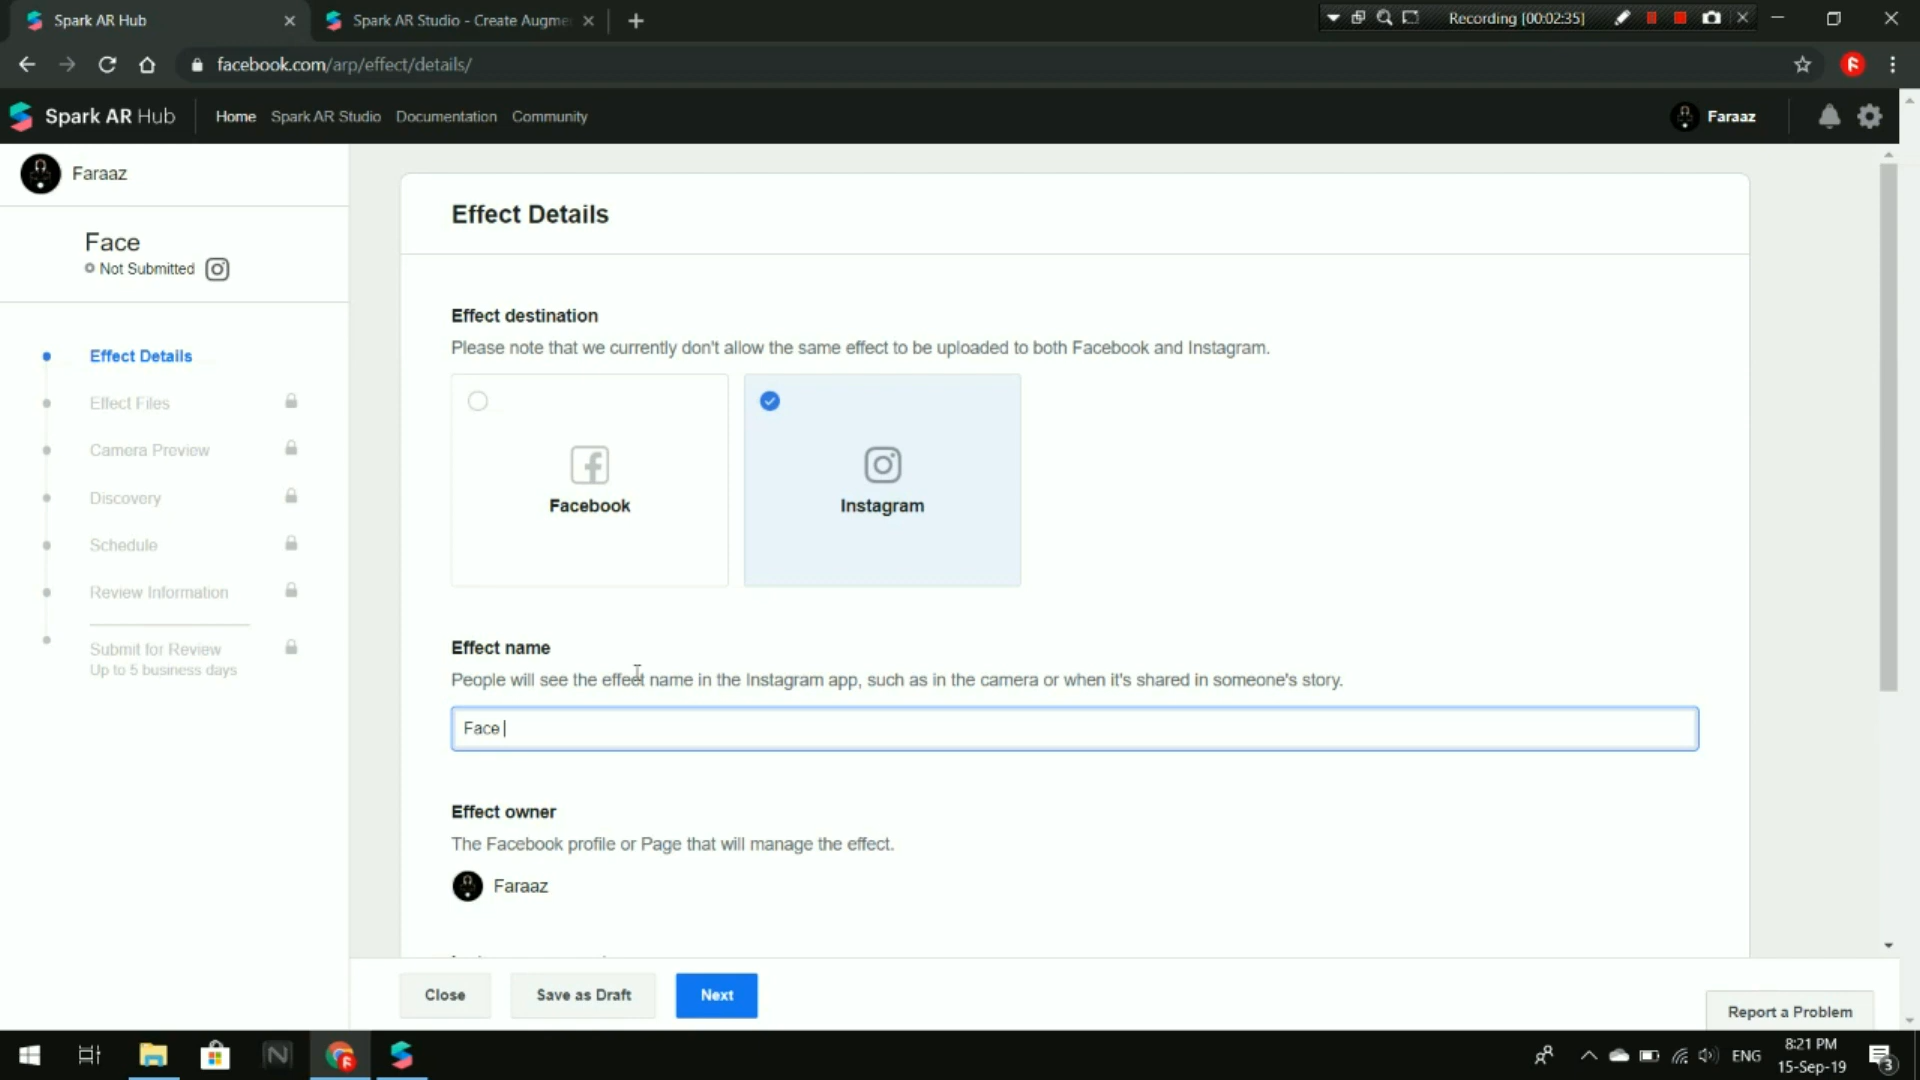 Spark AR Hub
Spark AR Studio - Create Augme
Recording [00:02:35]
facebook.com/arp/effect/details/
Spark AR Hub
Home
Spark AR Studio
Documentation
Community
Faraaz
Faraaz
Face
Not Submitted
Effect Details
Effect Files
Camera Preview
Discovery
Schedule
Review Information
Submit for Review
Up to 5 business days
Effect Details
Effect destination
Please note that we currently don't allow the same effect to be uploaded to both Facebook and Instagram.
Facebook
Instagram
Effect name
People will see the effect name in the Instagram app, such as in the camera or when it's shared in someone's story.
Face
Effect owner
The Facebook profile or Page that will manage the effect.
Faraaz
Close
Save as Draft
Next
Report a Problem
ENG
8:21 PM
15-Sep-19
3